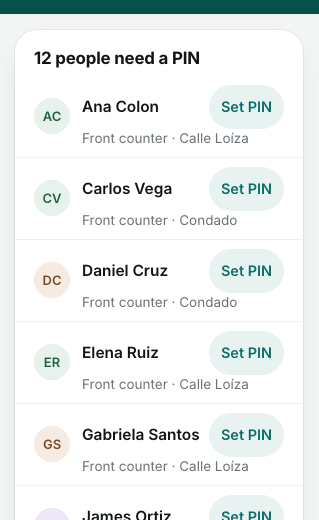 12 people need a PIN
AC
Ana Colon
Set PIN
Front counter · Calle Loíza
CV
Carlos Vega
Set PIN
Front counter · Condado
DC
Daniel Cruz
Set PIN
Front counter · Condado
ER
Elena Ruiz
Set PIN
Front counter · Calle Loíza
GS
Gabriela Santos
Set PIN
Front counter · Calle Loíza
James Ortiz
Set PIN